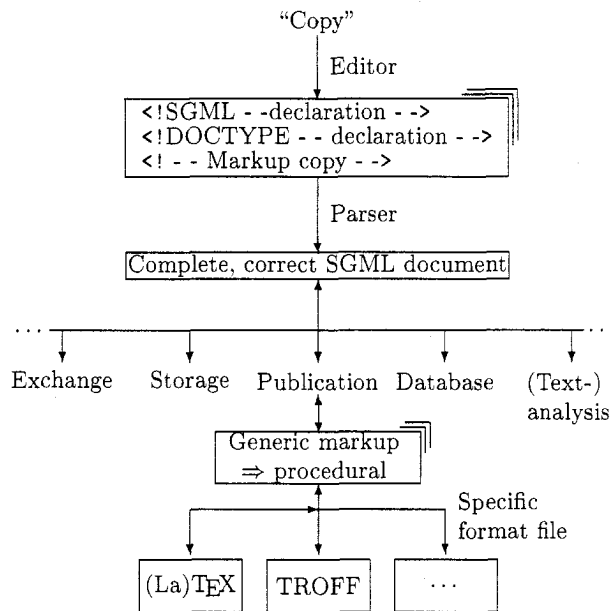 “Copy”
Editor
<!SGML - -declaration - ->
<!DOCTYPE - - declaration - ->
<! - - Markup copy - ->
Parser
Complete, correct SGML document
... ...
Exchange Storage Publication Database (Text-)
analysis
Generic markup
⇒ procedural
Specific
format file
(La)TEX TROFF ...